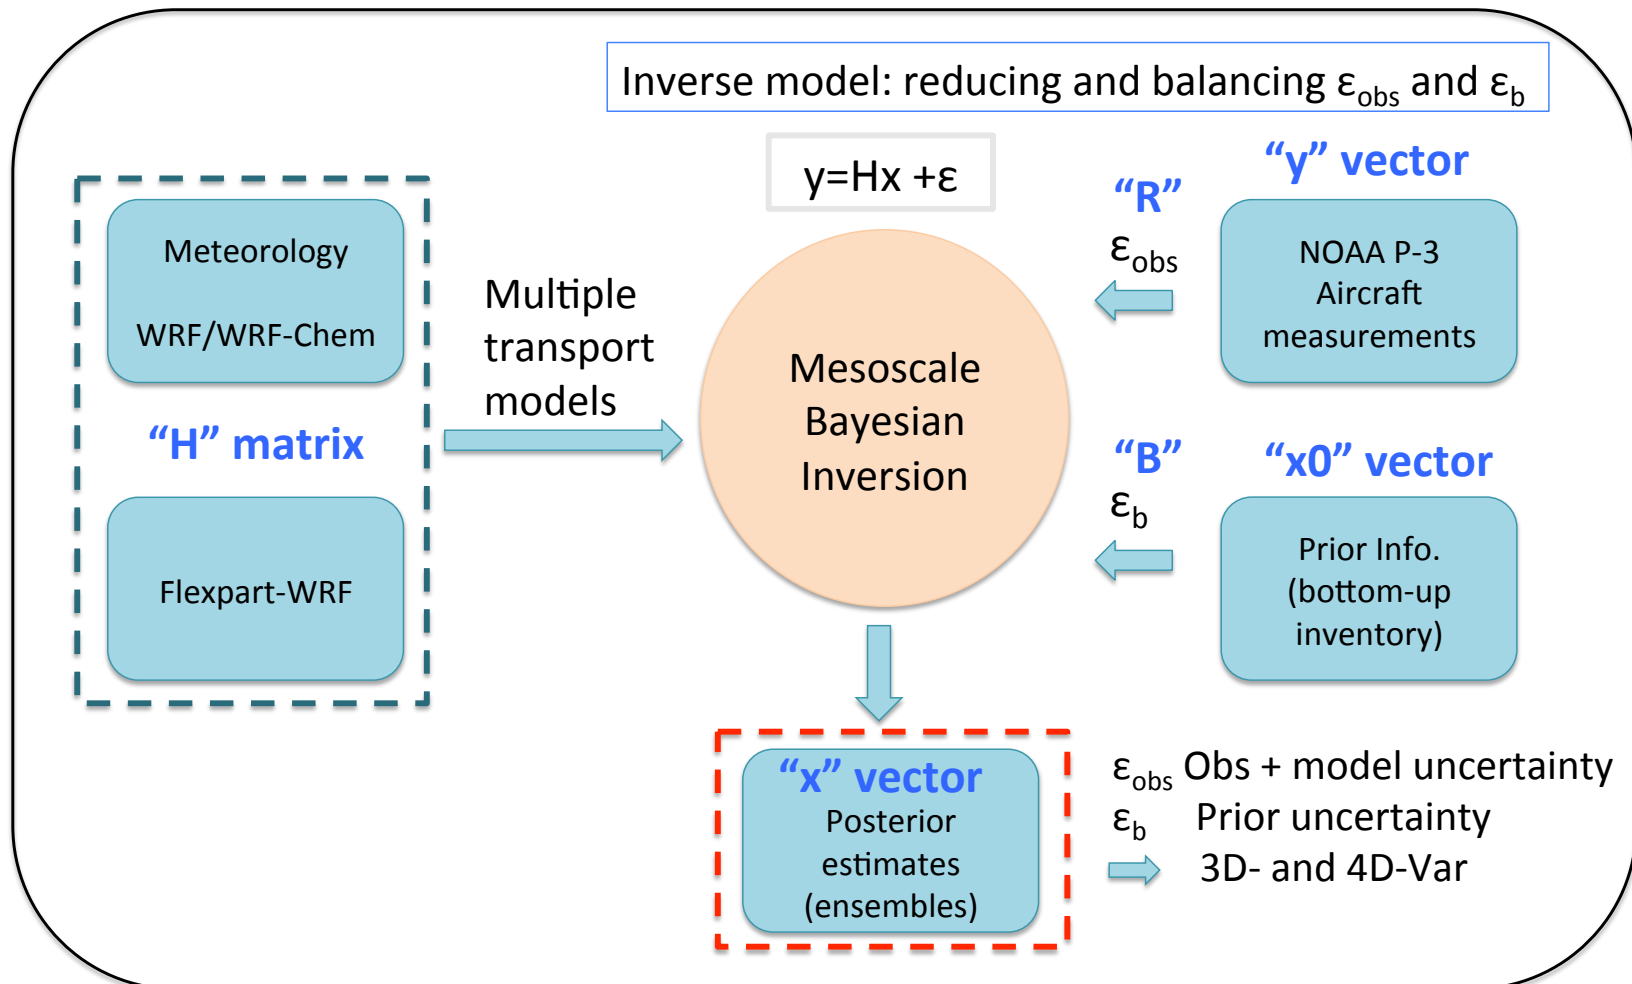 Inverse model: reducing and balancing εobs and εb
y=Hx +ε
Meteorology
WRF/WRF-Chem
“H” matrix
Flexpart-WRF
Multiple
transport
models
Mesoscale
Bayesian
Inversion
“R”
εobs
“y” vector
NOAA P-3
Aircraft
measurements
“B”
εb
“x0” vector
Prior Info.
(bottom-up
inventory)
“x” vector
Posterior
estimates
(ensembles)
εobs Obs + model uncertainty
εb Prior uncertainty
3D- and 4D-Var